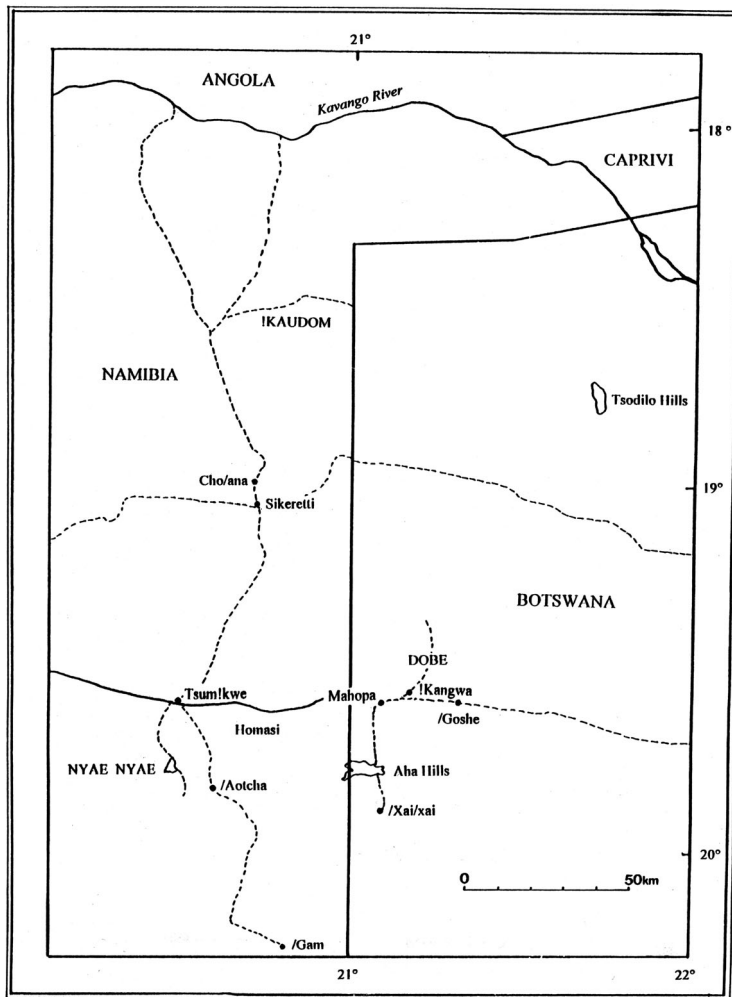 21°
ANGOLA
Kavango River
18°
CAPRIVI
!KAUDOM
NAMIBIA
Tsodilo Hills
Cho/ana
19°
Sikeretti
BOTSWANA
DOBE
Tsum!kwe
Mahopa
!Kangwa
/Goshe
Homasi
NYAE NYAE
Aha Hills
/Aotcha
/Xai/xai
20°
0 50km
/Gam
21°
22°